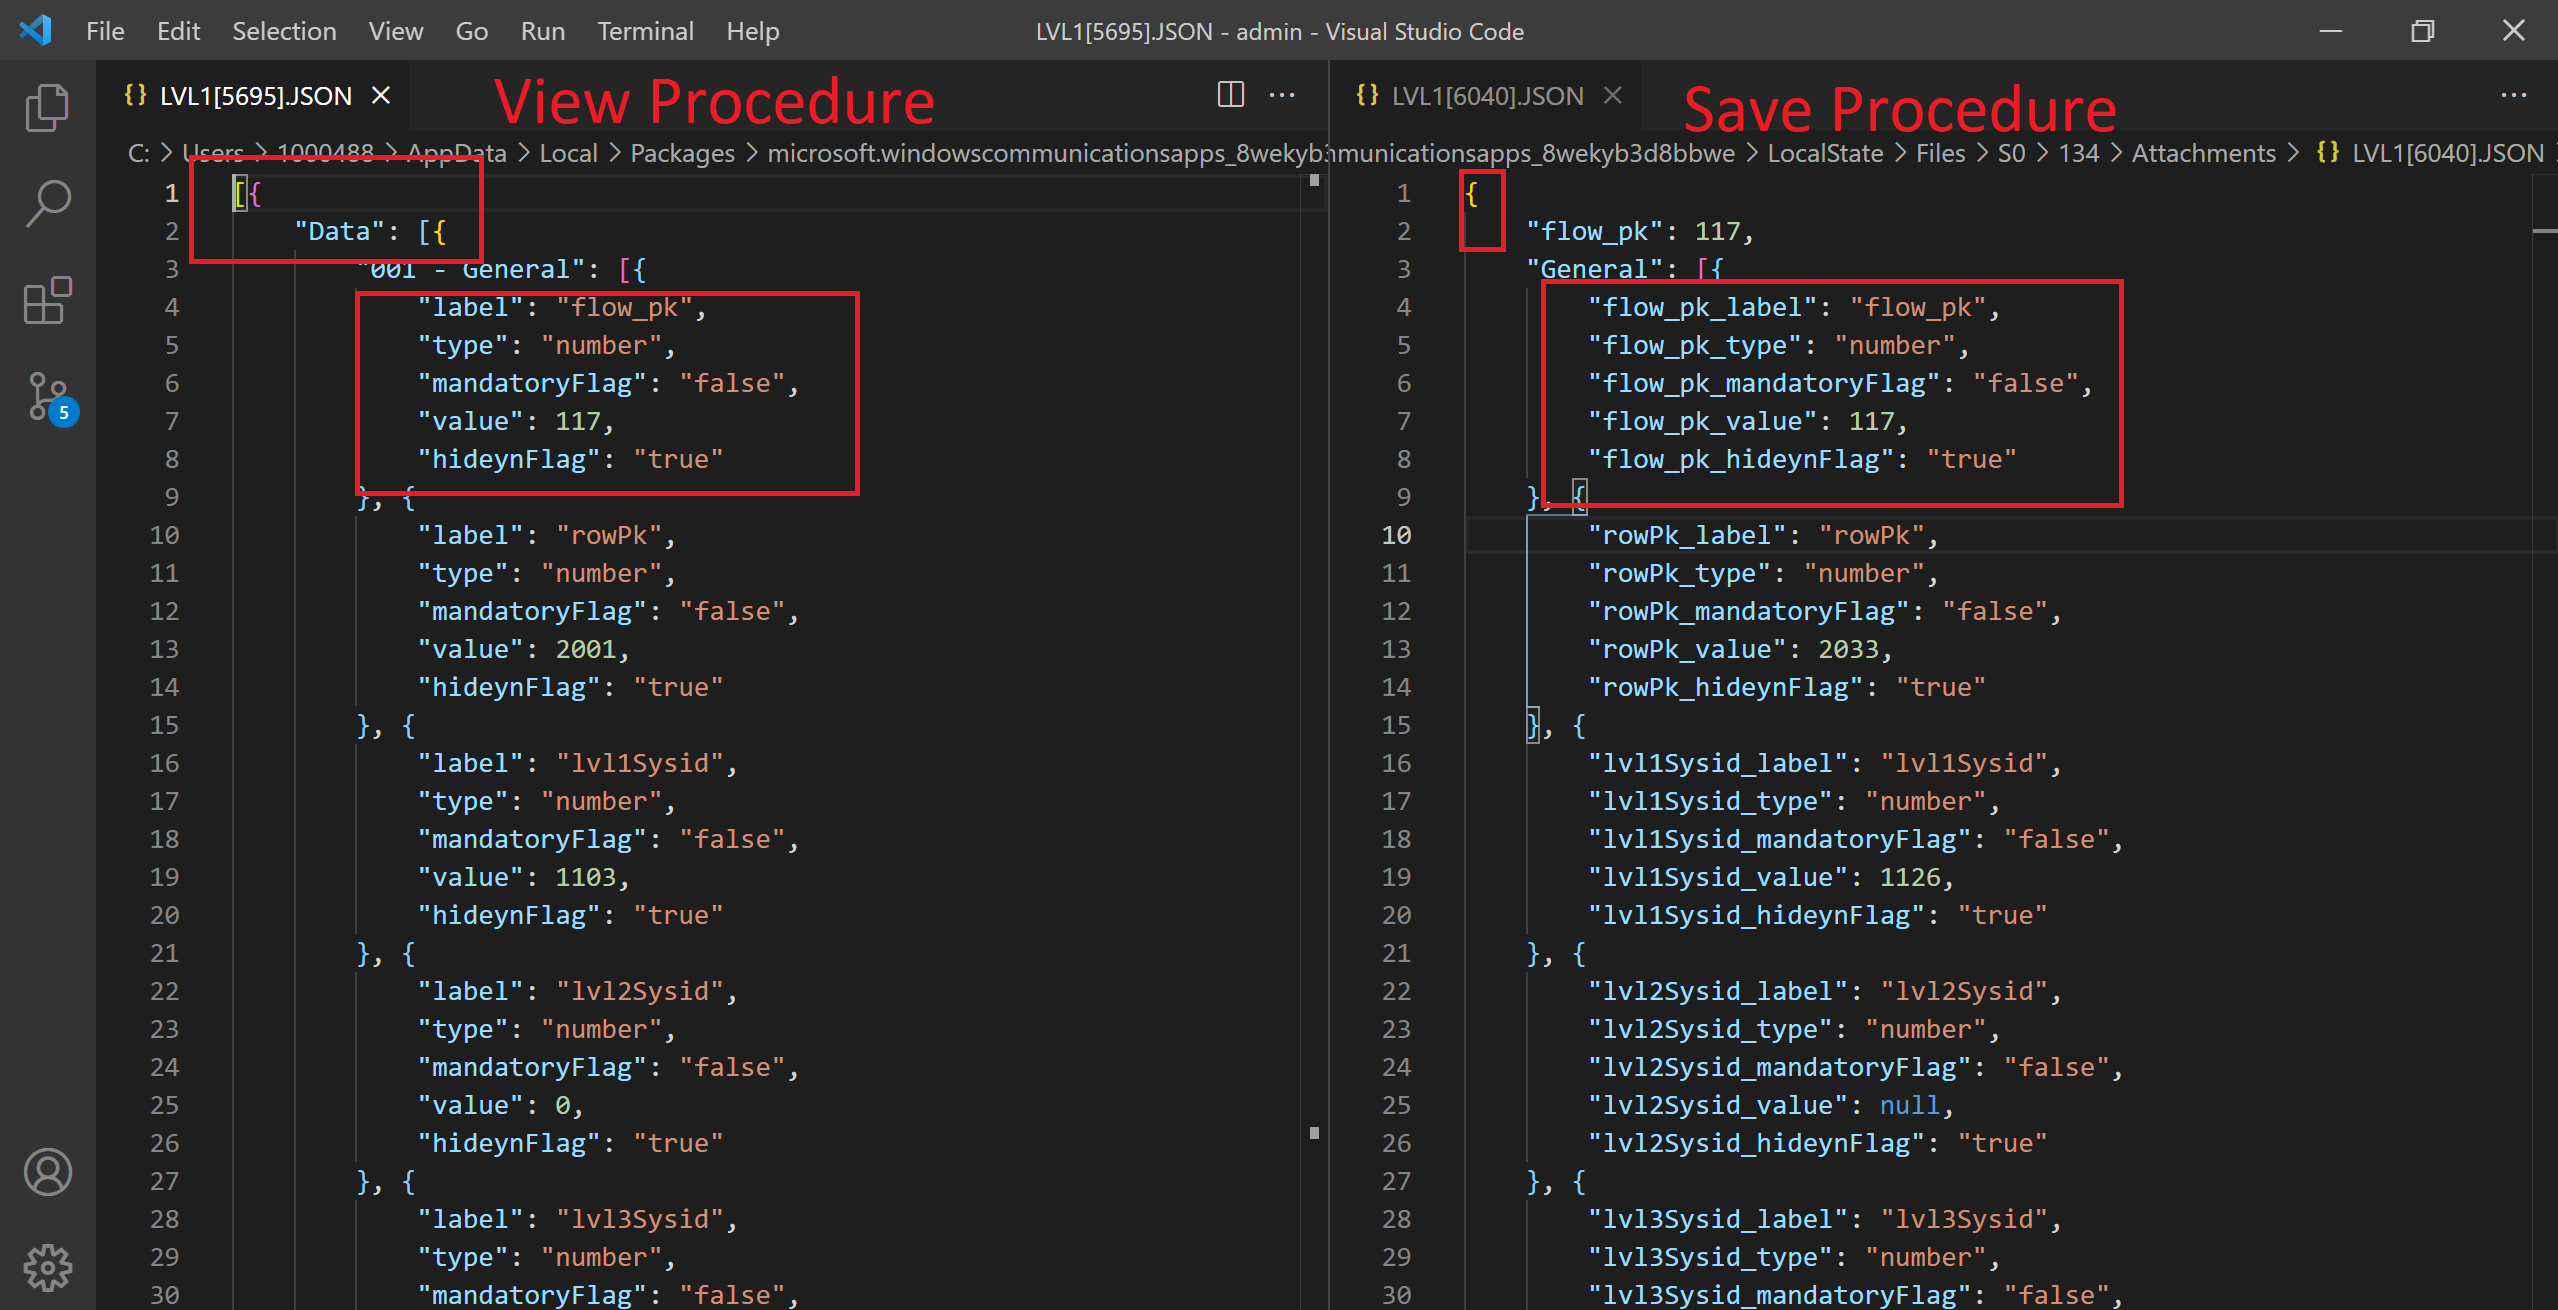 File Edit Selection View Go Run Terminal Help
LVL1[5695].JSON - admin - Visual Studio Code
{} LVL1[5695].JSON
View Procedure
C: > Users > 1000488 > AppData > Local > Packages > microsoft.windowscommunicationsapps_8wekyb3
1 [{
2 "Data": [{
3 "001 - General": [{
4 "label": "flow_pk",
5 "type": "number",
6 "mandatoryFlag": "false",
7 "value": 117,
8 "hideynFlag": "true"
9 }, {
10 "label": "rowPk",
11 "type": "number",
12 "mandatoryFlag": "false",
13 "value": 2001,
14 "hideynFlag": "true"
15 }, {
16 "label": "lvl1Sysid",
17 "type": "number",
18 "mandatoryFlag": "false",
19 "value": 1103,
20 "hideynFlag": "true"
21 }, {
22 "label": "lvl2Sysid",
23 "type": "number",
24 "mandatoryFlag": "false",
25 "value": 0,
26 "hideynFlag": "true"
27 }, {
28 "label": "lvl3Sysid",
29 "type": "number",
30 "mandatoryFlag": "false",
{} LVL1[6040].JSON
Save Procedure
municationsapps_8wekyb3d8bbwe > LocalState > Files > S0 > 134 > Attachments > {} LVL1[6040].JSON
1 {
2 "flow_pk": 117,
3 "General": [{
4 "flow_pk_label": "flow_pk",
5 "flow_pk_type": "number",
6 "flow_pk_mandatoryFlag": "false",
7 "flow_pk_value": 117,
8 "flow_pk_hideynFlag": "true"
9 }, {
10 "rowPk_label": "rowPk",
11 "rowPk_type": "number",
12 "rowPk_mandatoryFlag": "false",
13 "rowPk_value": 2033,
14 "rowPk_hideynFlag": "true"
15 }, {
16 "lvl1Sysid_label": "lvl1Sysid",
17 "lvl1Sysid_type": "number",
18 "lvl1Sysid_mandatoryFlag": "false",
19 "lvl1Sysid_value": 1126,
20 "lvl1Sysid_hideynFlag": "true"
21 }, {
22 "lvl2Sysid_label": "lvl2Sysid",
23 "lvl2Sysid_type": "number",
24 "lvl2Sysid_mandatoryFlag": "false",
25 "lvl2Sysid_value": null,
26 "lvl2Sysid_hideynFlag": "true"
27 }, {
28 "lvl3Sysid_label": "lvl3Sysid",
29 "lvl3Sysid_type": "number",
30 "lvl3Sysid_mandatoryFlag": "false",
5